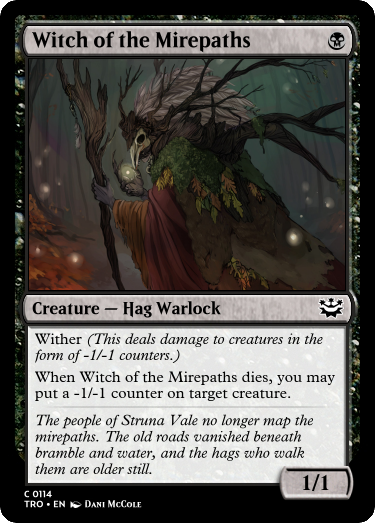 Witch of the Mirepaths
Creature — Hag Warlock
Wither (This deals damage to creatures in the
form of -1/-1 counters.)
When Witch of the Mirepaths dies, you may
put a -1/-1 counter on target creature.
The people of Struna Vale no longer map the
mirepaths. The old roads vanished beneath
bramble and water, and the hags who walk
them are older still.
1/1
C 0114
TRO • EN Dani McCole